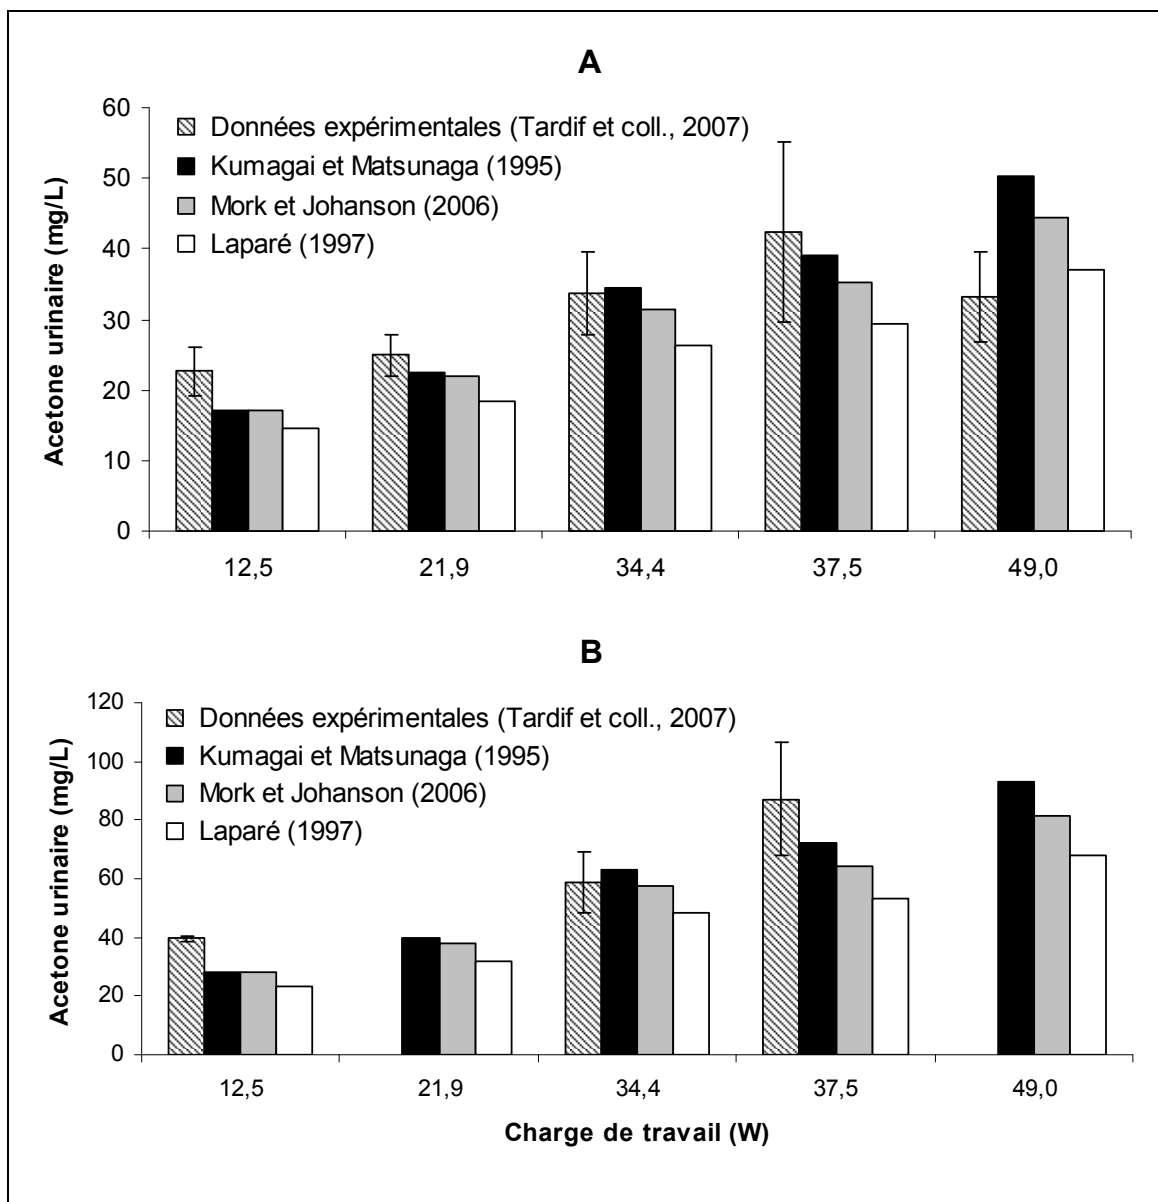 A
Acetone urinaire (mg/L)
60
50
40
30
20
10
0
Données expérimentales (Tardif et coll., 2007)
Kumagai et Matsunaga (1995)
Mork et Johanson (2006)
Laparé (1997)
12,5 21,9 34,4 37,5 49,0
B
Acetone urinaire (mg/L)
120
100
80
60
40
20
0
Données expérimentales (Tardif et coll., 2007)
Kumagai et Matsunaga (1995)
Mork et Johanson (2006)
Laparé (1997)
12,5 21,9 34,4 37,5 49,0
Charge de travail (W)